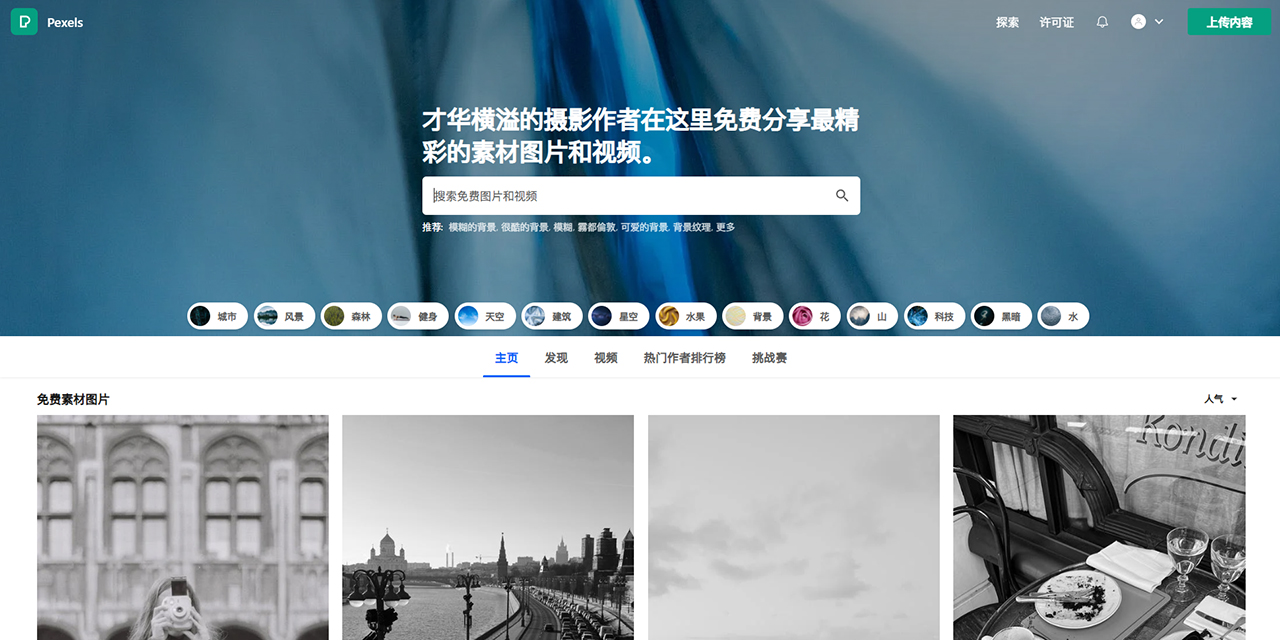 Pexels
探索 许可证 上传内容
才华横溢的摄影作者在这里免费分享最精
彩的素材图片和视频。
搜索免费图片和视频
推荐: 模糊的背景, 很酷的背景, 模糊, 霧都倫敦, 可爱的背景, 背景纹理, 更多
城市 风景 森林 健身 天空 建筑 星空 水果 背景 花 山 科技 黑暗 水
主页 发现 视频 热门作者排行榜 挑战赛
免费素材图片 人气
Kondi